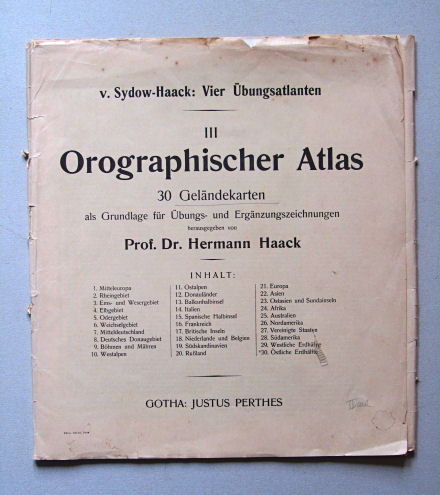 v. Sydow-Haack: Vier Übungsatlanten
III
Orographischer Atlas
30 Geländekarten
als Grundlage für Übungs- und Ergänzungszeichnungen
herausgegeben von
Prof. Dr. Hermann Haack
INHALT:
1. Mitteleuropa
2. Rheingebiet
3. Ems- und Wesergebiet
4. Elbgebiet
5. Odergebiet
6. Weichselgebiet
7. Mitteldeutschland
8. Deutsches Donaugebiet
9. Böhmen und Mähren
10. Westalpen
11. Ostalpen
12. Donauländer
13. Balkanhalbinsel
14. Italien
15. Spanische Halbinsel
16. Frankreich
17. Britische Inseln
18. Niederlande und Belgien
19. Südskandinavien
20. Rußland
21. Europa
22. Asien
23. Ostasien und Sundainseln
24. Afrika
25. Australien
26. Nordamerika
27. Vereinigte Staaten
28. Südamerika
29. Westliche Erdhälfte
*30. Östliche Erdhälfte
GOTHA: JUSTUS PERTHES